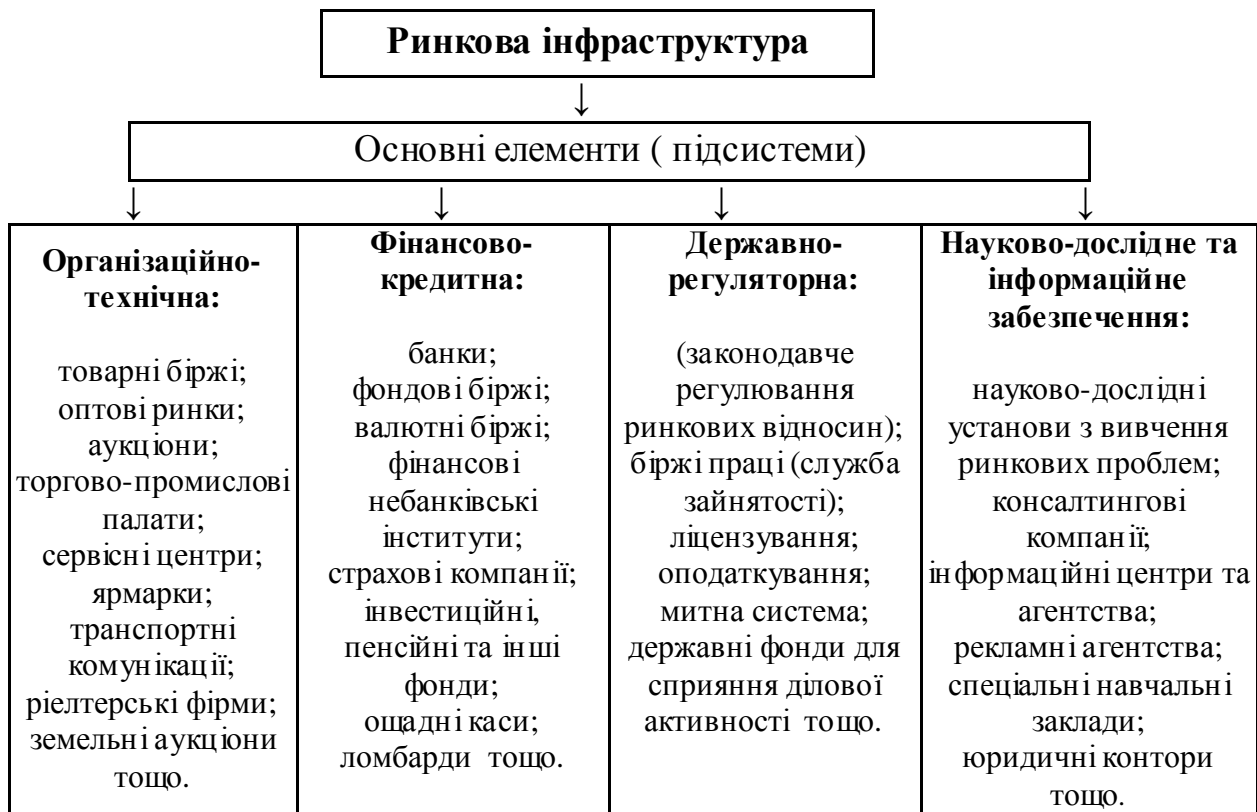 Ринкова інфраструктура
↓
Основні елементи ( підсистеми)
↓ ↓ ↓ ↓
Організаційно-
технічна:
товарні біржі;
оптові ринки;
аукціони;
торгово-промислові
палати;
сервісні центри;
ярмарки;
транспортні
комунікації;
ріелтерські фірми;
земельні аукціони
тощо.
Фінансово-
кредитна:
банки;
фондові біржі;
валютні біржі;
фінансові
небанківські
інститути;
страхові компанії;
інвестиційні,
пенсійні та інші
фонди;
ощадні каси;
ломбарди тощо.
Державно-
регуляторна:
(законодавче
регулювання
ринкових відносин);
біржі праці (служба
зайнятості);
ліцензування;
оподаткування;
митна система;
державні фонди для
сприяння ділової
активності тощо.
Науково-дослідне та
інформаційне
забезпечення:
науково-дослідні
установи з вивчення
ринкових проблем;
консалтингові
компанії;
інформаційні центри та
агентства;
рекламні агентства;
спеціальні навчальні
заклади;
юридичні контори
тощо.